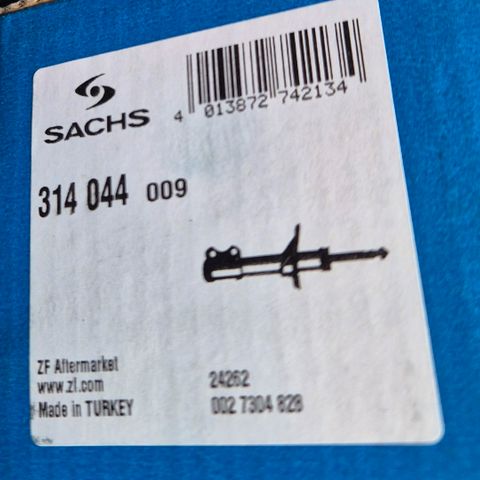 SACHS
4 013872 742134
314 044 009
ZF Aftermarket
www.zf.com
Made in TURKEY
24262
002 7304 828